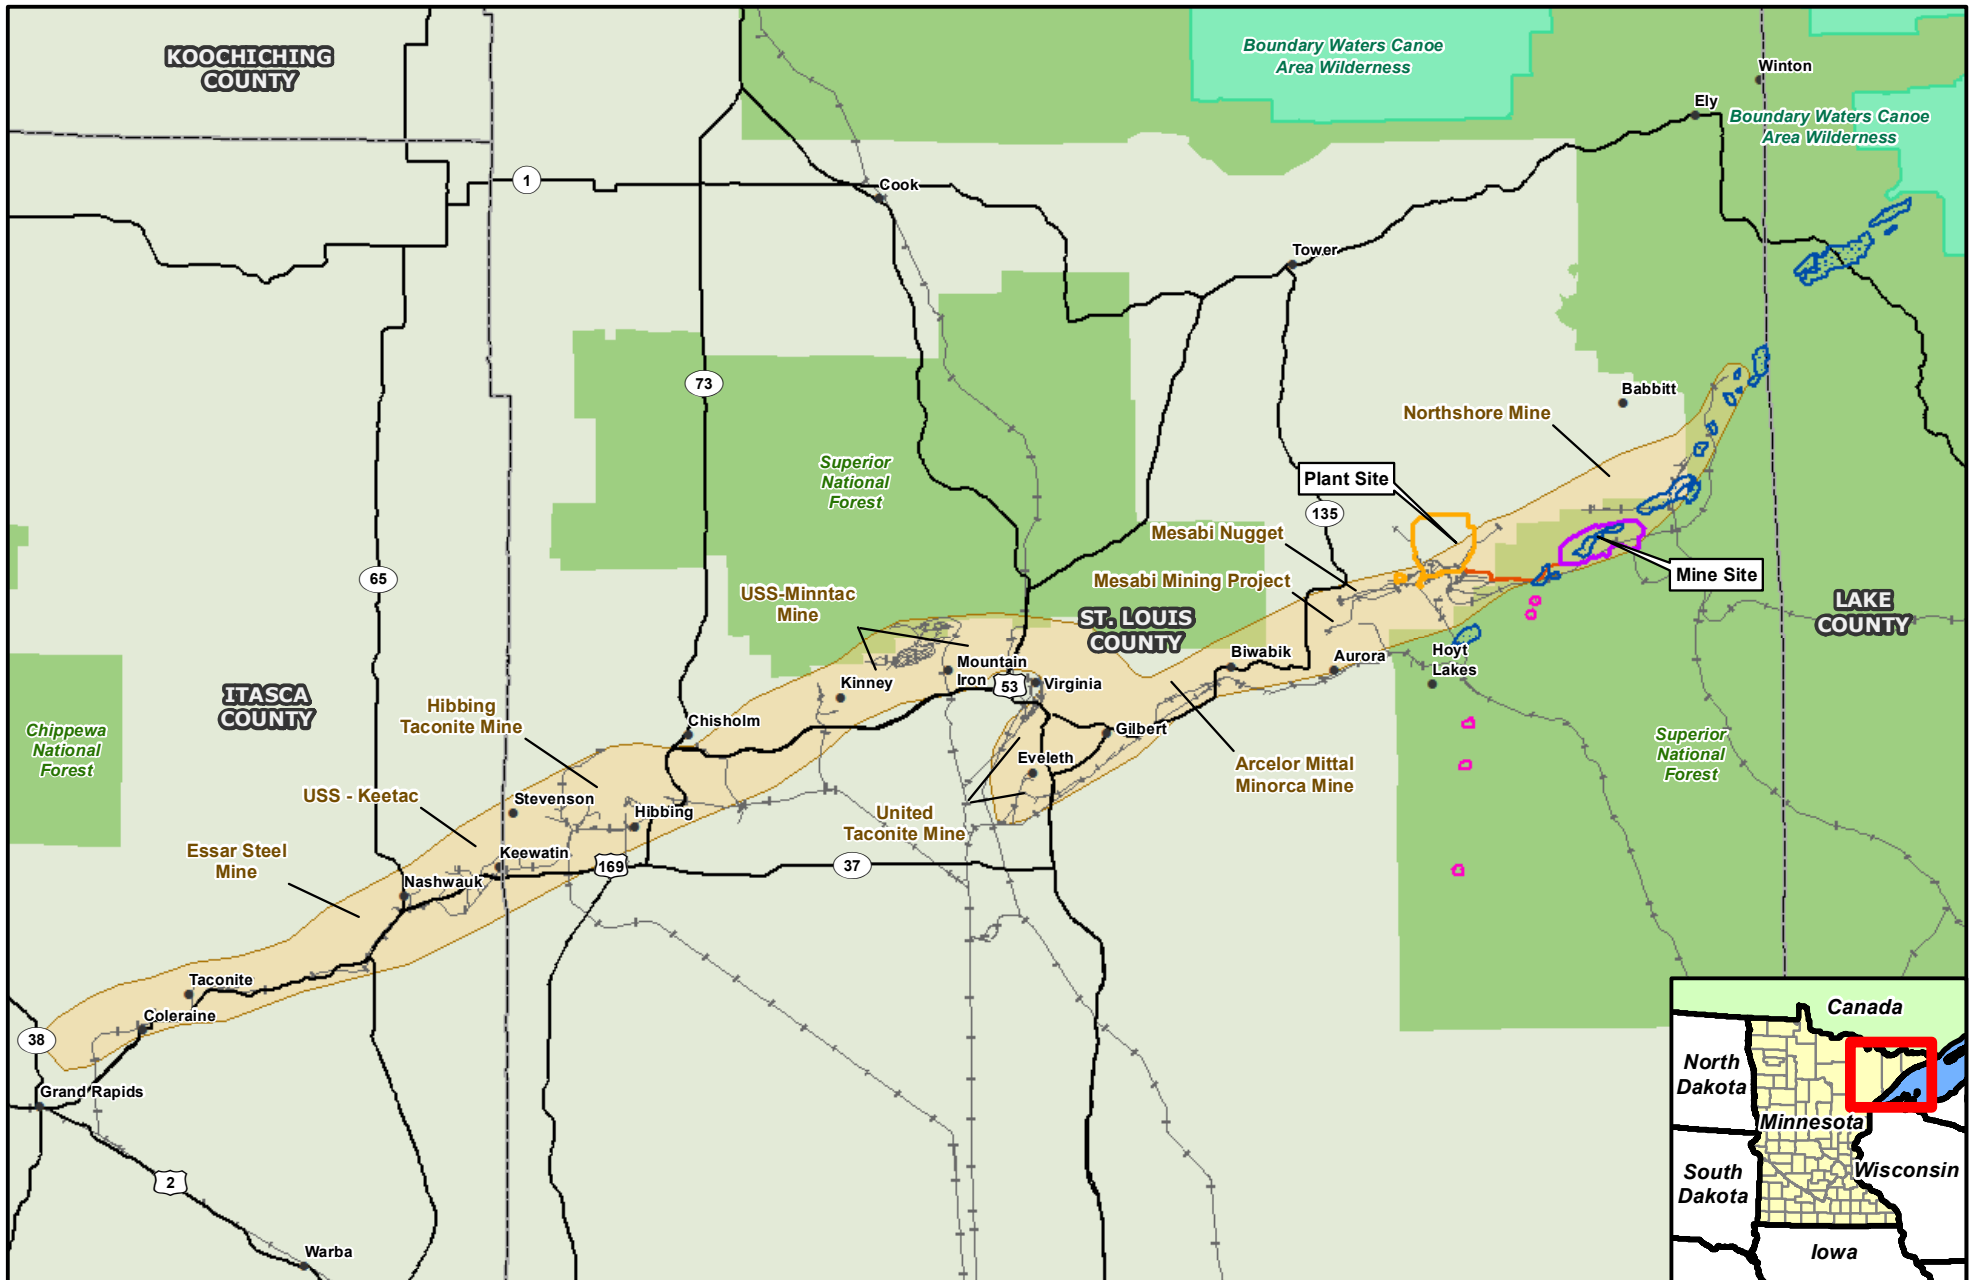 KOOCHICHING
COUNTY
Boundary Waters Canoe
Area Wilderness
Winton
Ely
Boundary Waters Canoe
Area Wilderness
1
Cook
Tower
73
Babbitt
Northshore Mine
Superior
National
Forest
Plant Site
135
Mesabi Nugget
65
Mesabi Mining Project
Mine Site
USS-Minntac
Mine
ST. LOUIS
COUNTY
LAKE
COUNTY
Biwabik
Aurora
Hoyt
Lakes
Mountain
Iron
Kinney
53
Virginia
ITASCA
COUNTY
Hibbing
Taconite Mine
Chisholm
Gilbert
Chippewa
National
Forest
Superior
National
Forest
Eveleth
Arcelor Mittal
Minorca Mine
USS - Keetac
Stevenson
Hibbing
United
Taconite Mine
Essar Steel
Mine
Keewatin
169
37
Nashwauk
Taconite
Coleraine
38
Grand Rapids
2
Warba
Canada
North
Dakota
Minnesota
South
Dakota
Wisconsin
Iowa